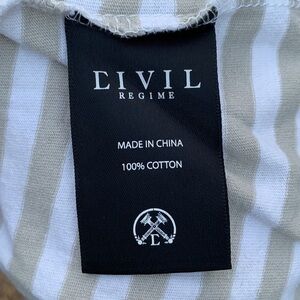 CIVIL
REGIME
MADE IN CHINA
100% COTTON
C